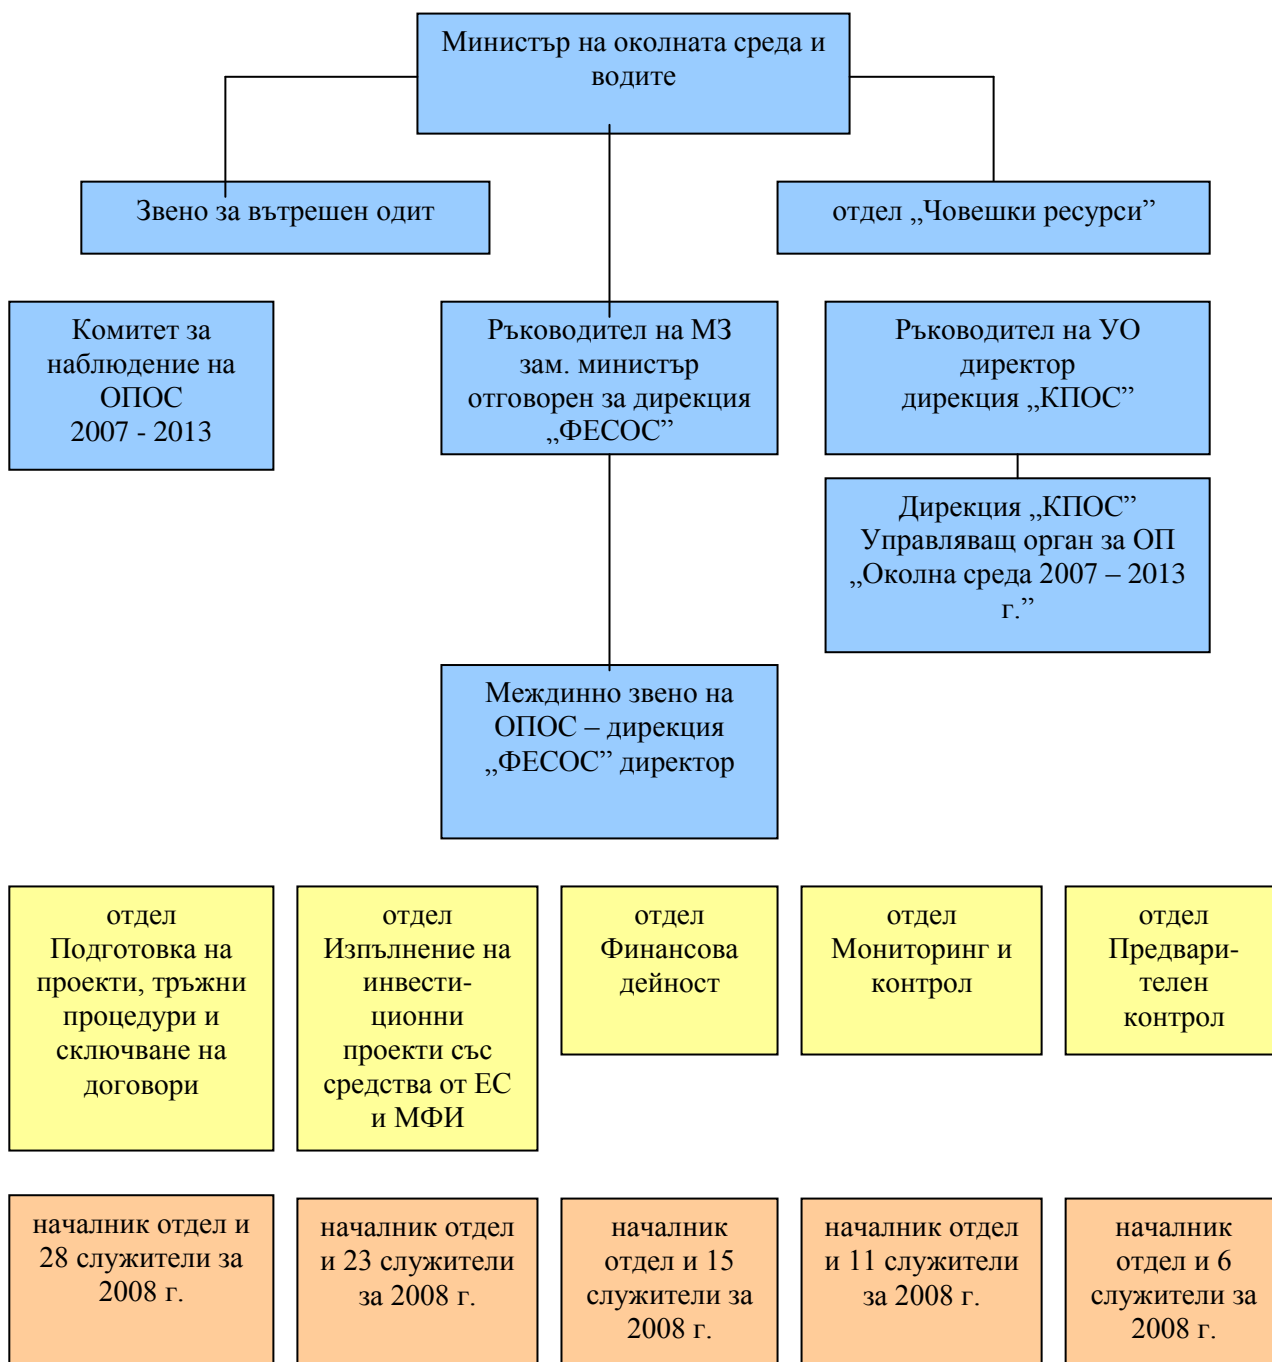 Министър на околната среда и
водите
Звено за вътрешен одит
отдел „Човешки ресурси”
Комитет за
наблюдение на
ОПОС
2007 - 2013
Ръководител на МЗ
зам. министър
отговорен за дирекция
„ФЕСОС”
Ръководител на УО
директор
дирекция „КПОС”
Дирекция „КПОС”
Управляващ орган за ОП
„Околна среда 2007 – 2013
г.”
Междинно звено на
ОПОС – дирекция
„ФЕСОС” директор
отдел
Подготовка на
проекти, тръжни
процедури и
сключване на
договори
отдел
Изпълнение на
инвести-
ционни
проекти със
средства от ЕС
и МФИ
отдел
Финансова
дейност
отдел
Мониторинг и
контрол
отдел
Предвари-
телен
контрол
началник отдел и
28 служители за
2008 г.
началник отдел
и 23 служители
за 2008 г.
началник
отдел и 15
служители за
2008 г.
началник отдел
и 11 служители
за 2008 г.
началник
отдел и 6
служители за
2008 г.